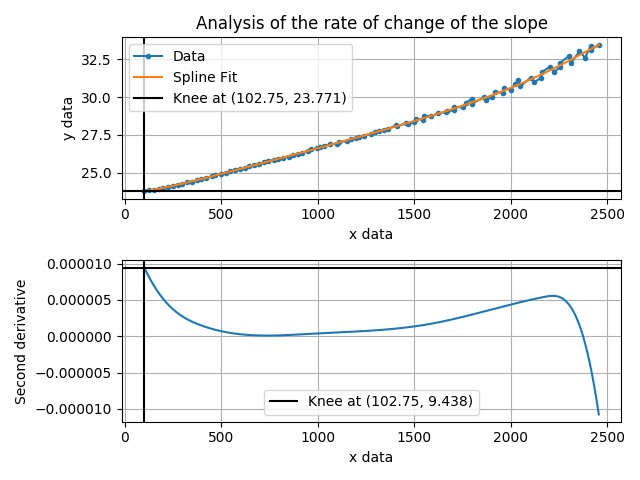 Analysis of the rate of change of the slope
Data
Spline Fit
Knee at (102.75, 23.771)
32.5
30.0
27.5
25.0
y data
0 500 1000 1500 2000 2500
x data
0.000010
0.000005
0.000000
−0.000005
−0.000010
Second derivative
Knee at (102.75, 9.438)
0 500 1000 1500 2000 2500
x data